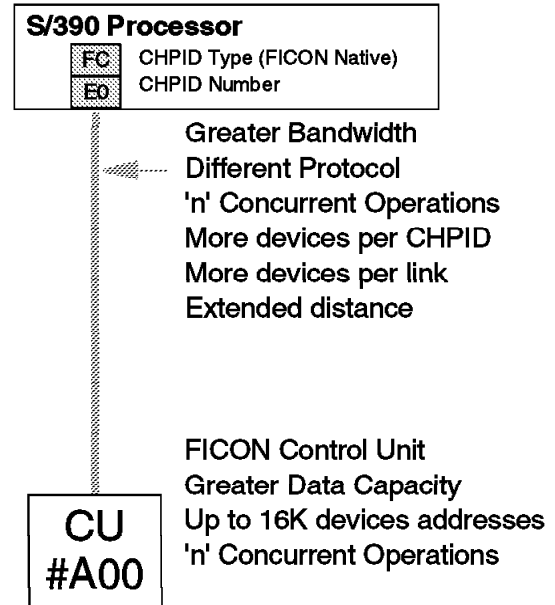 S/390 Processor
FC CHPID Type (FICON Native)
E0 CHPID Number
Greater Bandwidth
Different Protocol
'n' Concurrent Operations
More devices per CHPID
More devices per link
Extended distance
FICON Control Unit
Greater Data Capacity
Up to 16K devices addresses
'n' Concurrent Operations
CU
#A00